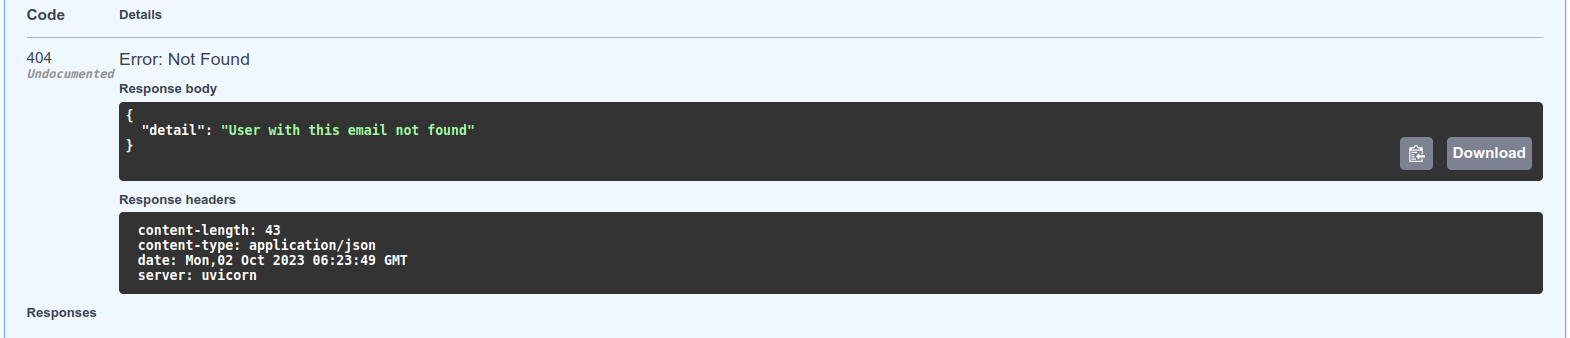 Code Details
404 Error: Not Found
Undocumented
Response body
{
"detail": "User with this email not found"
}
Download
Response headers
content-length: 43
content-type: application/json
date: Mon,02 Oct 2023 06:23:49 GMT
server: uvicorn
Responses